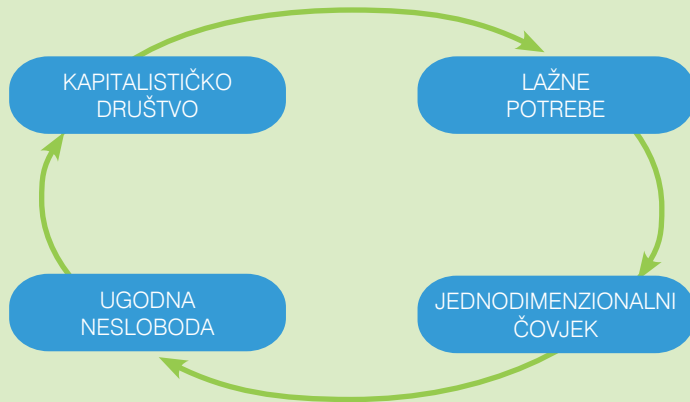 KAPITALISTIČKO
DRUŠTVO
LAŽNE
POTREBE
UGODNA
NESLOBODA
JEDNODIMENZIONALNI
ČOVJEK